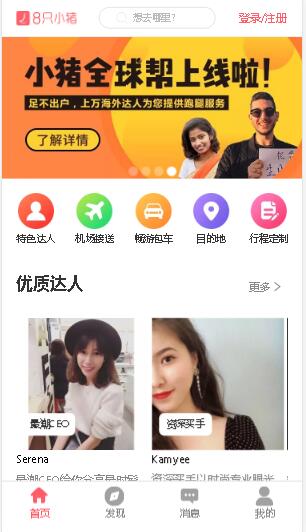 8只小猪
想去哪里?
登录/注册
小猪全球帮上线啦!
足不出户，上万海外达人为您提供跑腿服务
了解详情
特色达人
机场接送
畅游包车
目的地
行程定制
优质达人
更多 >
最潮CEO
资深买手
Serena
Kamyee
首页
发现
消息
我的